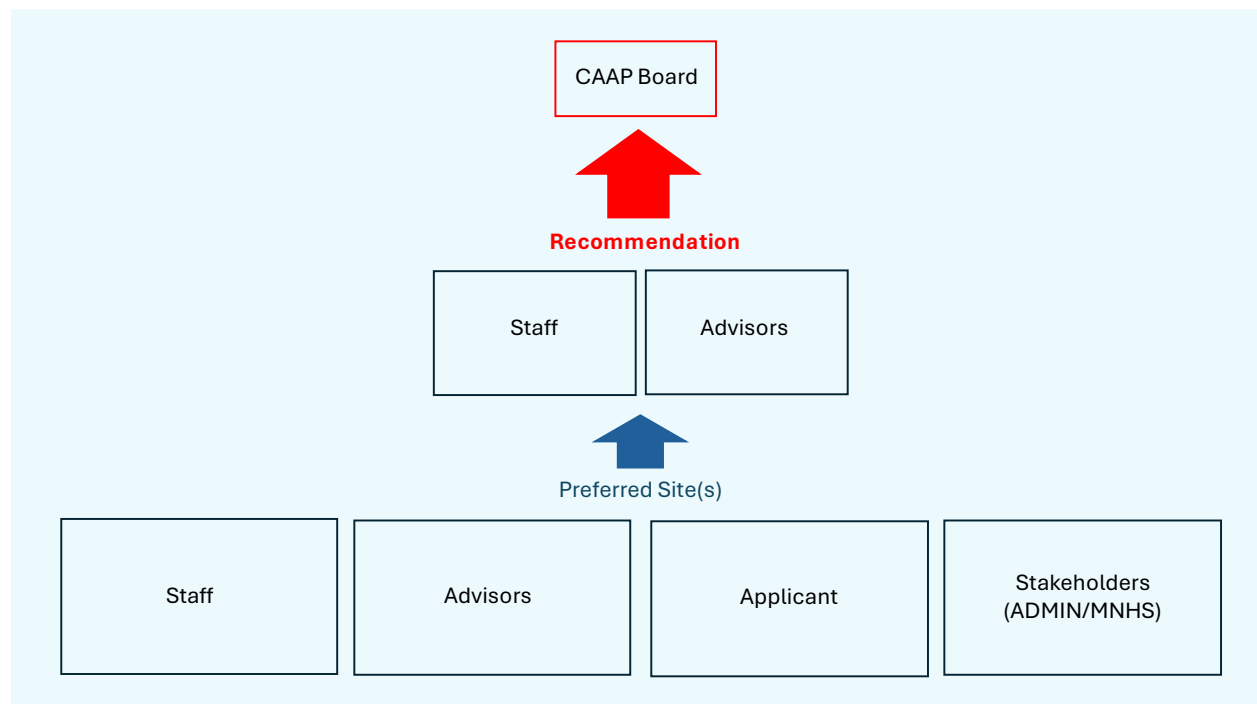 CAAP Board
Recommendation
Staff
Advisors
Preferred Site(s)
Staff
Advisors
Applicant
Stakeholders
(ADMIN/MNHS)